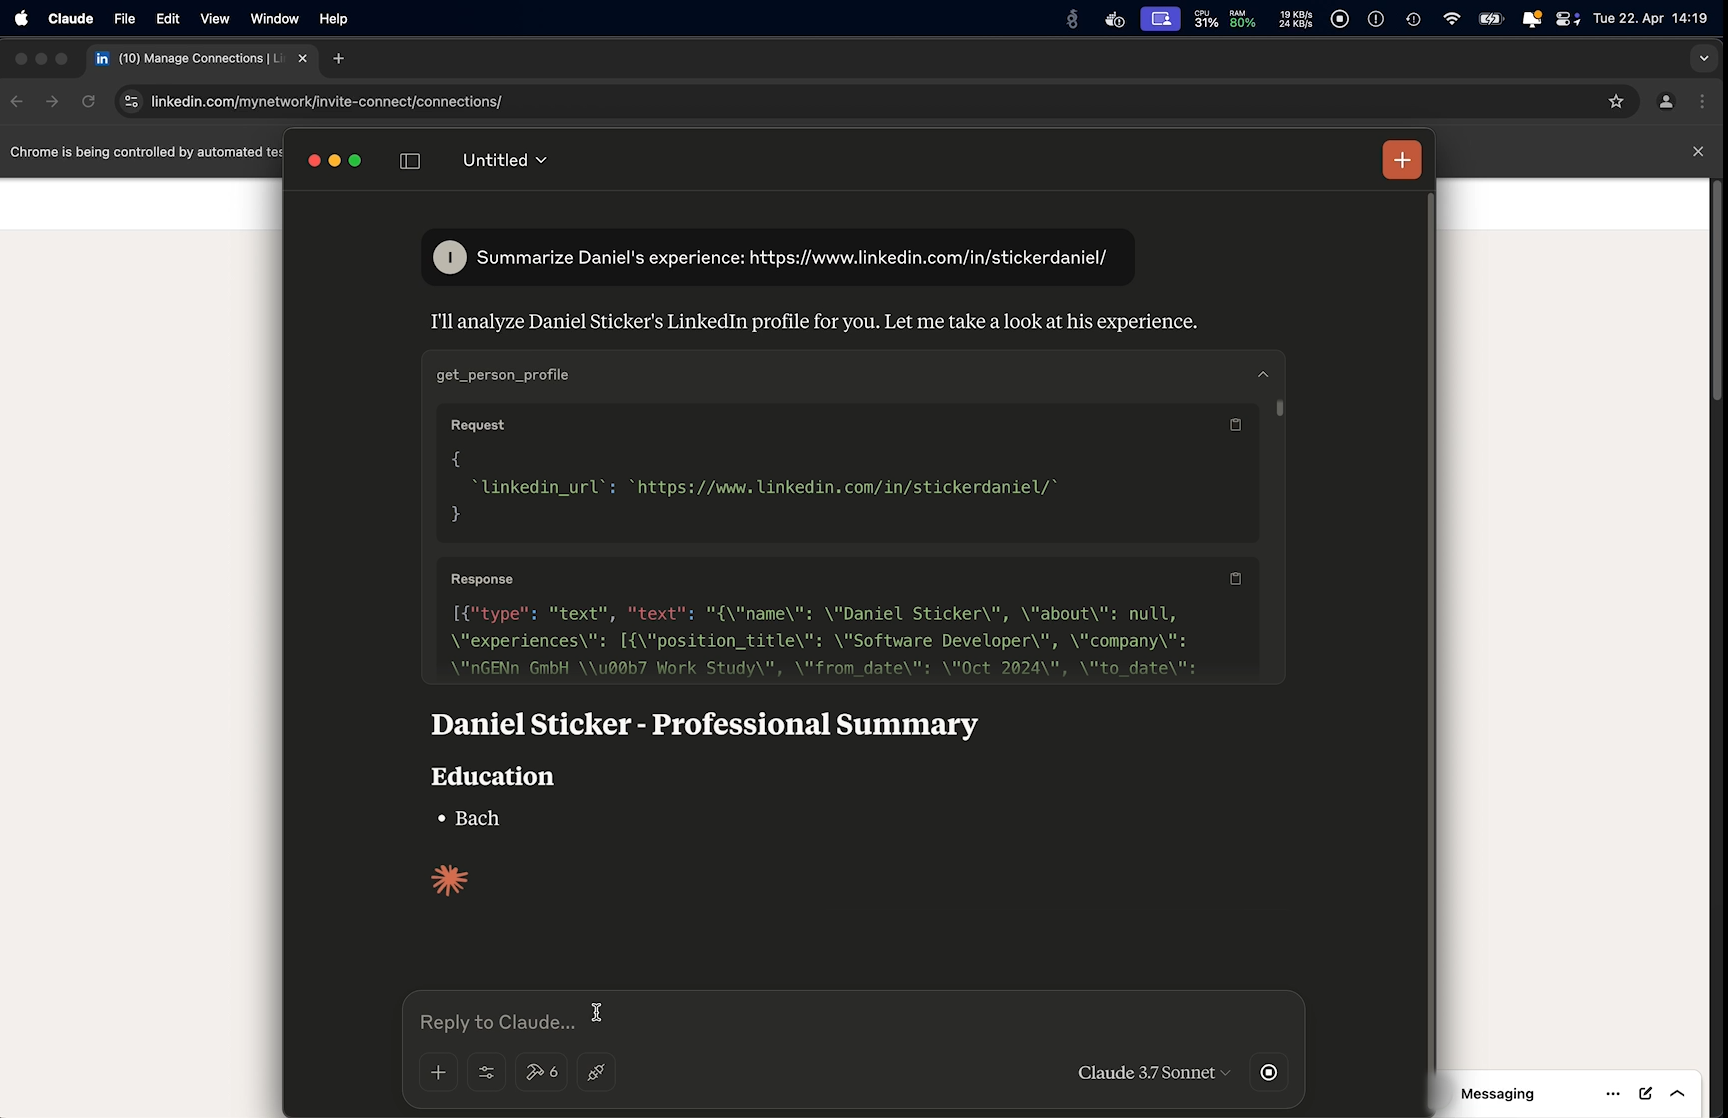 Claude File Edit View Window Help
CPU 31% RAM 80% 19 KB/s 24 KB/s Tue 22. Apr 14:19
in (10) Manage Connections | Li
linkedin.com/mynetwork/invite-connect/connections/
Chrome is being controlled by automated tes
Untitled
I Summarize Daniel's experience: https://www.linkedin.com/in/stickerdaniel/
I'll analyze Daniel Sticker's LinkedIn profile for you. Let me take a look at his experience.
get_person_profile
Request
{
`linkedin_url`: `https://www.linkedin.com/in/stickerdaniel/`
}
Response
[{"type": "text", "text": "{\"name\": \"Daniel Sticker\", \"about\": null,
\"experiences\": [{\"position_title\": \"Software Developer\", \"company\":
\"nGENn GmbH \\u00b7 Work Study\", \"from_date\": \"Oct 2024\", \"to_date\":
Daniel Sticker - Professional Summary
Education
• Bach
Reply to Claude...
6 Claude 3.7 Sonnet
Messaging